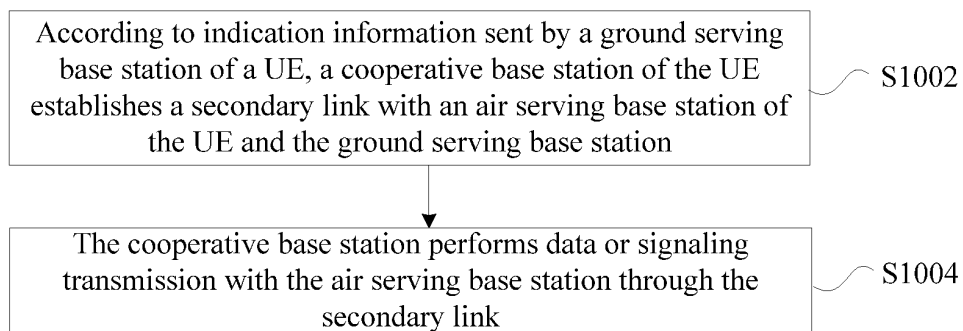 According to indication information sent by a ground serving
base station of a UE, a cooperative base station of the UE
establishes a secondary link with an air serving base station of
the UE and the ground serving base station
S1002
The cooperative base station performs data or signaling
transmission with the air serving base station through the
secondary link
S1004